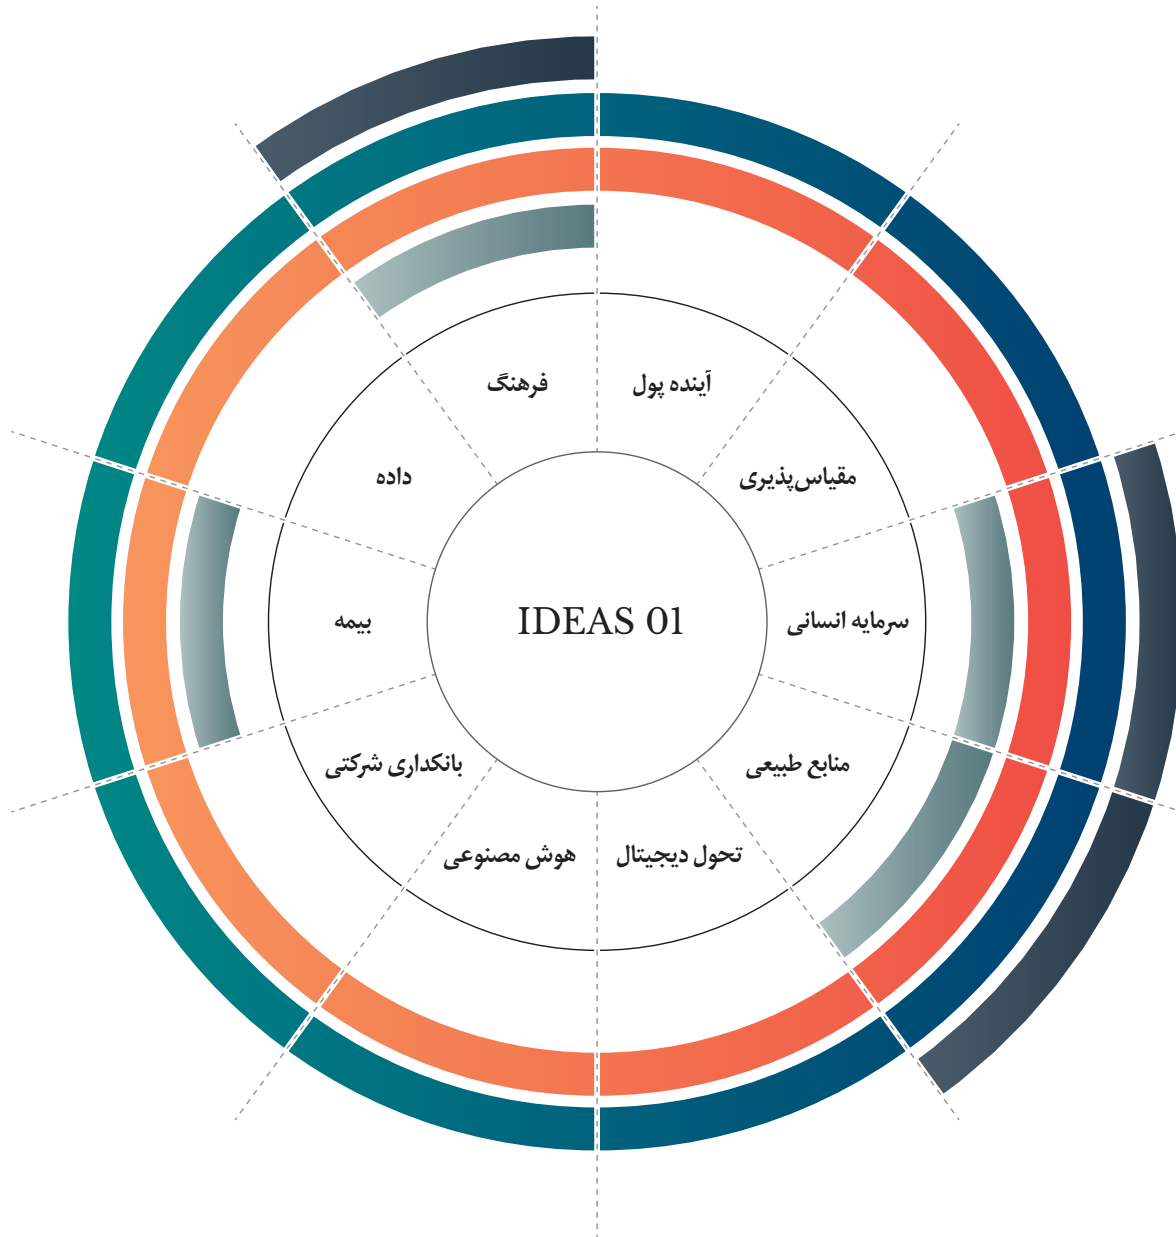 آینده پول
فرهنگ
مقیاس‌پذیری
داده
سرمایه انسانی
IDEAS 01
بیمه
منابع طبیعی
بانکداری شرکتی
تحول دیجیتال
هوش مصنوعی